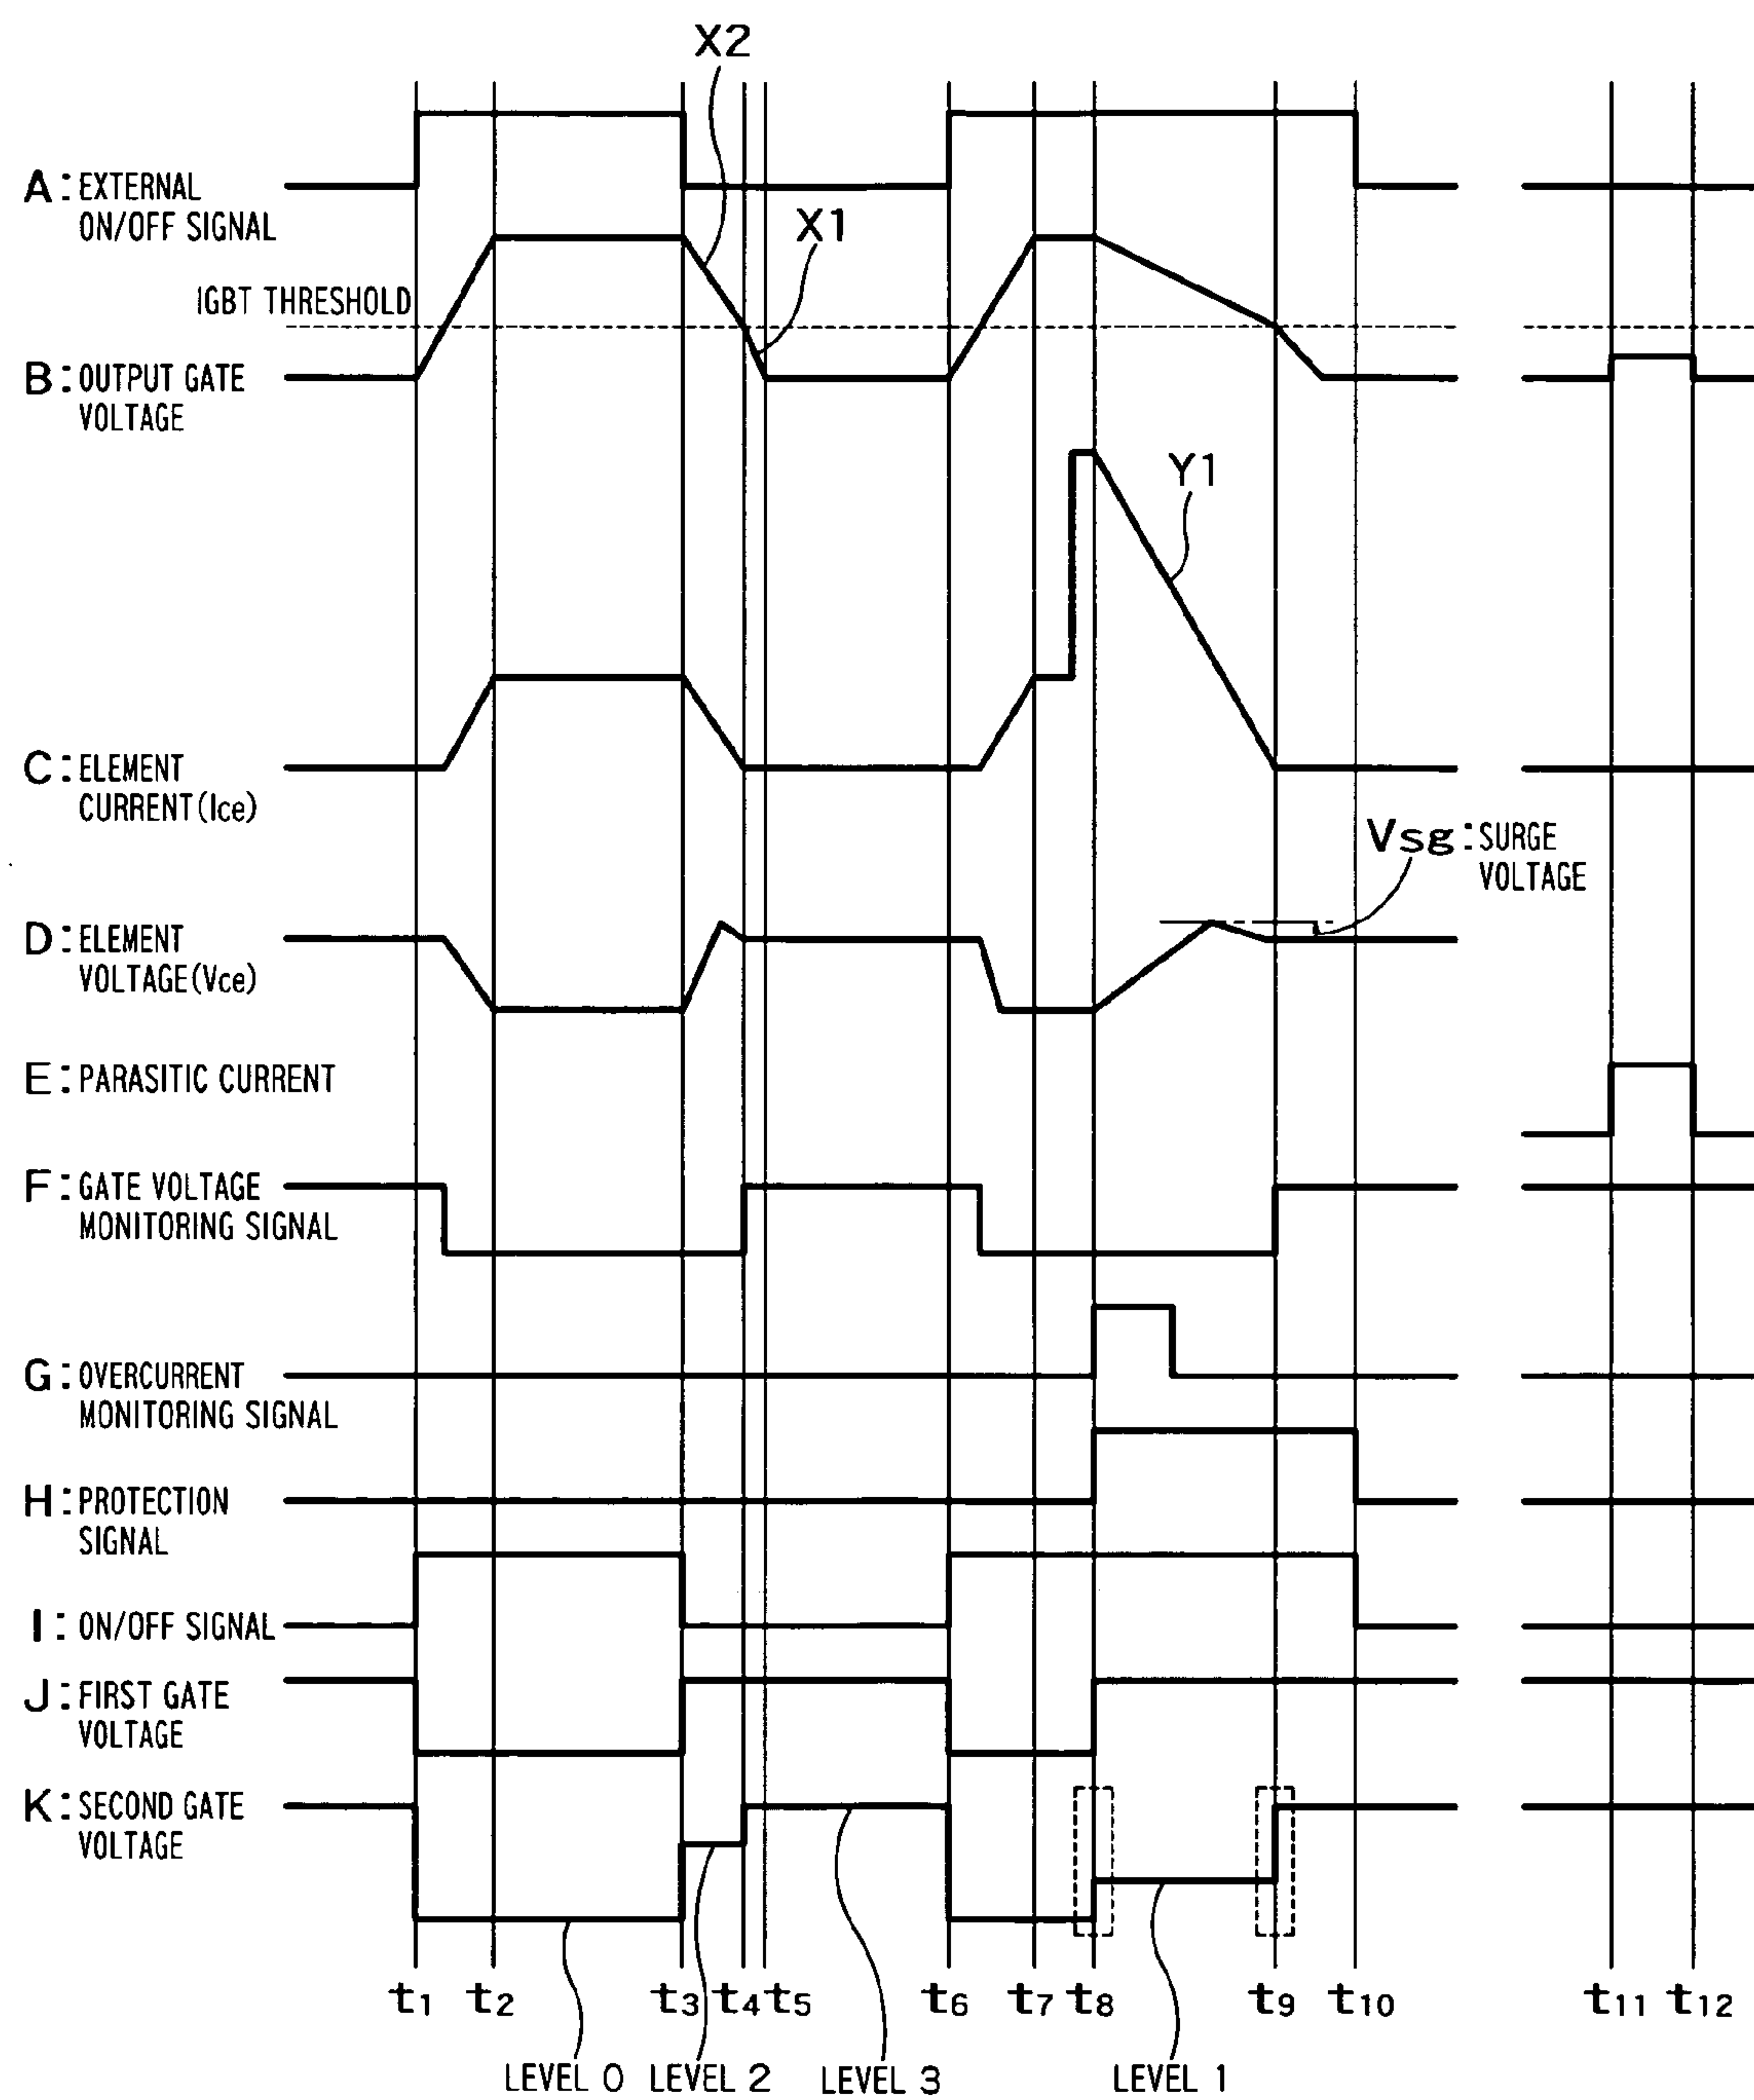 X2
A: EXTERNAL
ON/OFF SIGNAL
X1
IGBT THRESHOLD
B: OUTPUT GATE
VOLTAGE
Y1
C: ELEMENT
CURRENT(Ice)
Vsg: SURGE
VOLTAGE
D: ELEMENT
VOLTAGE(Vce)
E: PARASITIC CURRENT
F: GATE VOLTAGE
MONITORING SIGNAL
G: OVERCURRENT
MONITORING SIGNAL
H: PROTECTION
SIGNAL
I: ON/OFF SIGNAL
J: FIRST GATE
VOLTAGE
K: SECOND GATE
VOLTAGE
t1 t2 t3 t4 t5 t6 t7 t8 t9 t10 t11 t12
LEVEL 0 LEVEL 2 LEVEL 3 LEVEL 1